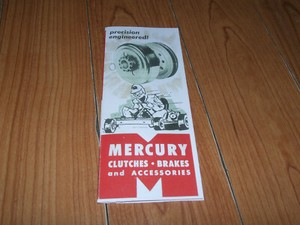 precision
engineered!
MERCURY
CLUTCHES • BRAKES
and ACCESSORIES